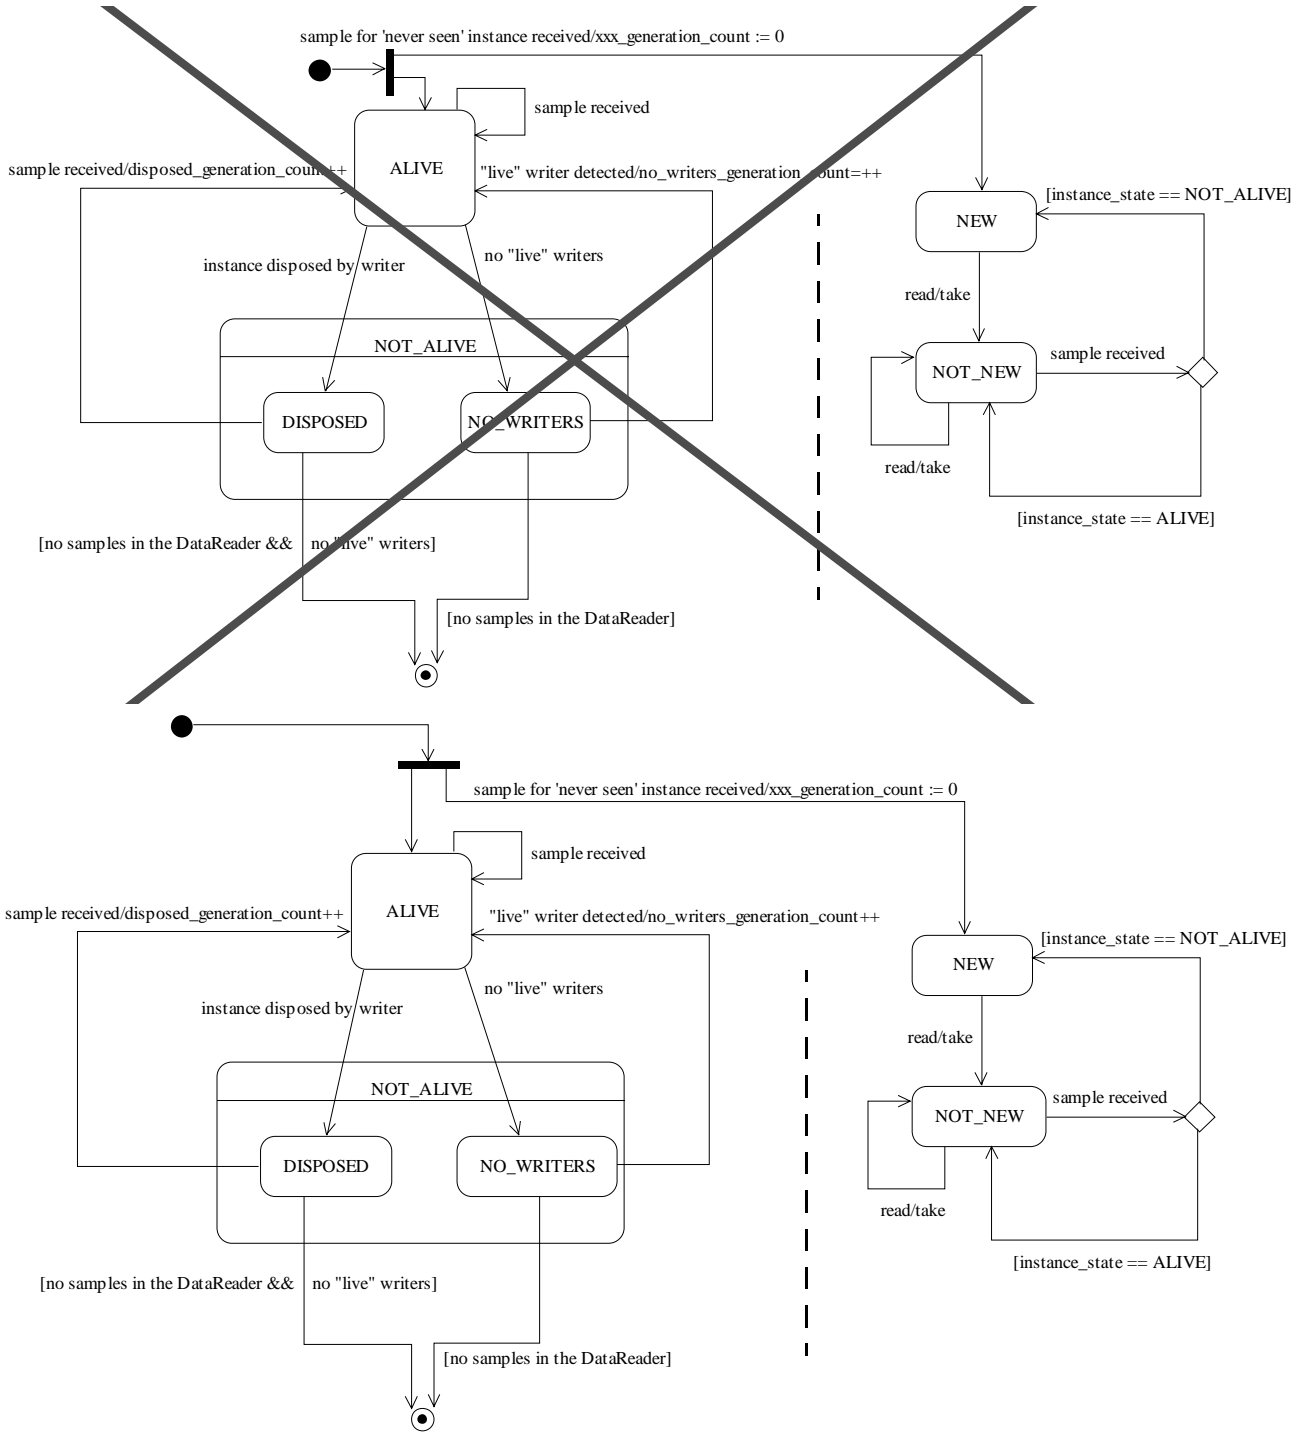 sample for 'never seen' instance received/xxx_generation_count := 0
sample received
sample received/disposed_generation_count++
ALIVE
"live" writer detected/no_writers_generation_count=++
[instance_state == NOT_ALIVE]
NEW
instance disposed by writer
no "live" writers
read/take
NOT_ALIVE
sample received
NOT_NEW
DISPOSED
NO_WRITERS
read/take
[instance_state == ALIVE]
[no samples in the DataReader && no "live" writers]
[no samples in the DataReader]
sample for 'never seen' instance received/xxx_generation_count := 0
sample received
sample received/disposed_generation_count++
ALIVE
"live" writer detected/no_writers_generation_count++
[instance_state == NOT_ALIVE]
NEW
instance disposed by writer
no "live" writers
read/take
NOT_ALIVE
sample received
NOT_NEW
DISPOSED
NO_WRITERS
read/take
[instance_state == ALIVE]
[no samples in the DataReader && no "live" writers]
[no samples in the DataReader]